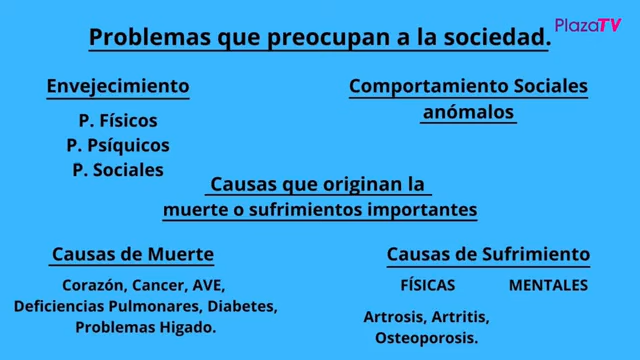 PlazaTV
Problemas que preocupan a la sociedad.
Envejecimiento
P. Físicos
P. Psíquicos
P. Sociales
Comportamiento Sociales
anómalos
Causas que originan la
muerte o sufrimientos importantes
Causas de Muerte
Corazón, Cancer, AVE,
Deficiencias Pulmonares, Diabetes,
Problemas Higado.
Causas de Sufrimiento
FÍSICAS MENTALES
Artrosis, Artritis,
Osteoporosis.